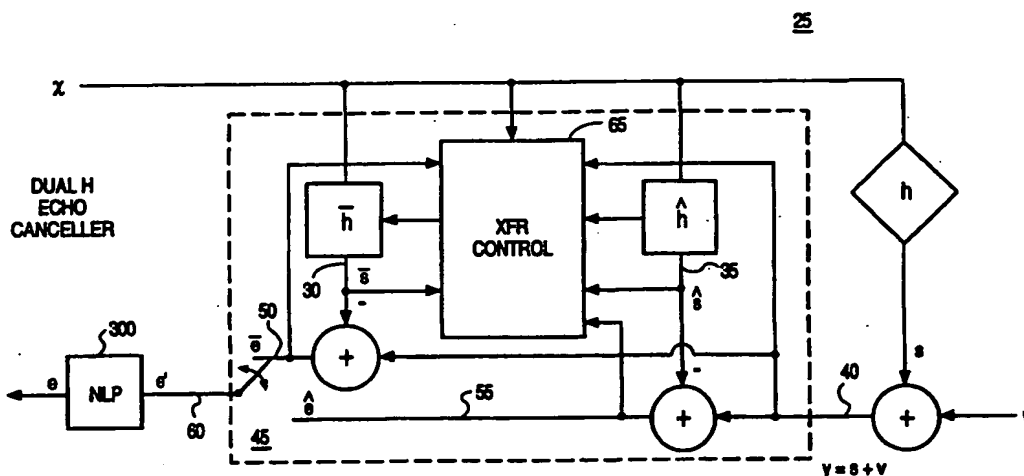 25
χ
65
DUAL H
ECHO
CANCELLER
h̄
XFR
CONTROL
ĥ
h
30
s̄
-
35
ŝ
50
ē
+
s
300
-
40
e
NLP
e'
60
ê
55
+
+
v
45
y = s + v